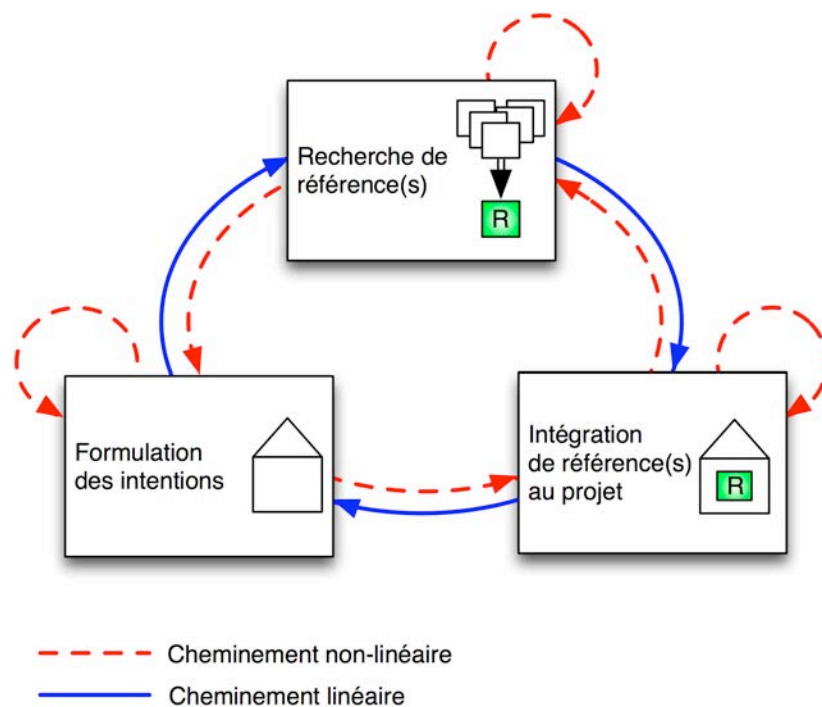 Recherche de
référence(s)
R
Formulation
des intentions
Intégration
de référence(s)
au projet
R
Cheminement non-linéaire
Cheminement linéaire